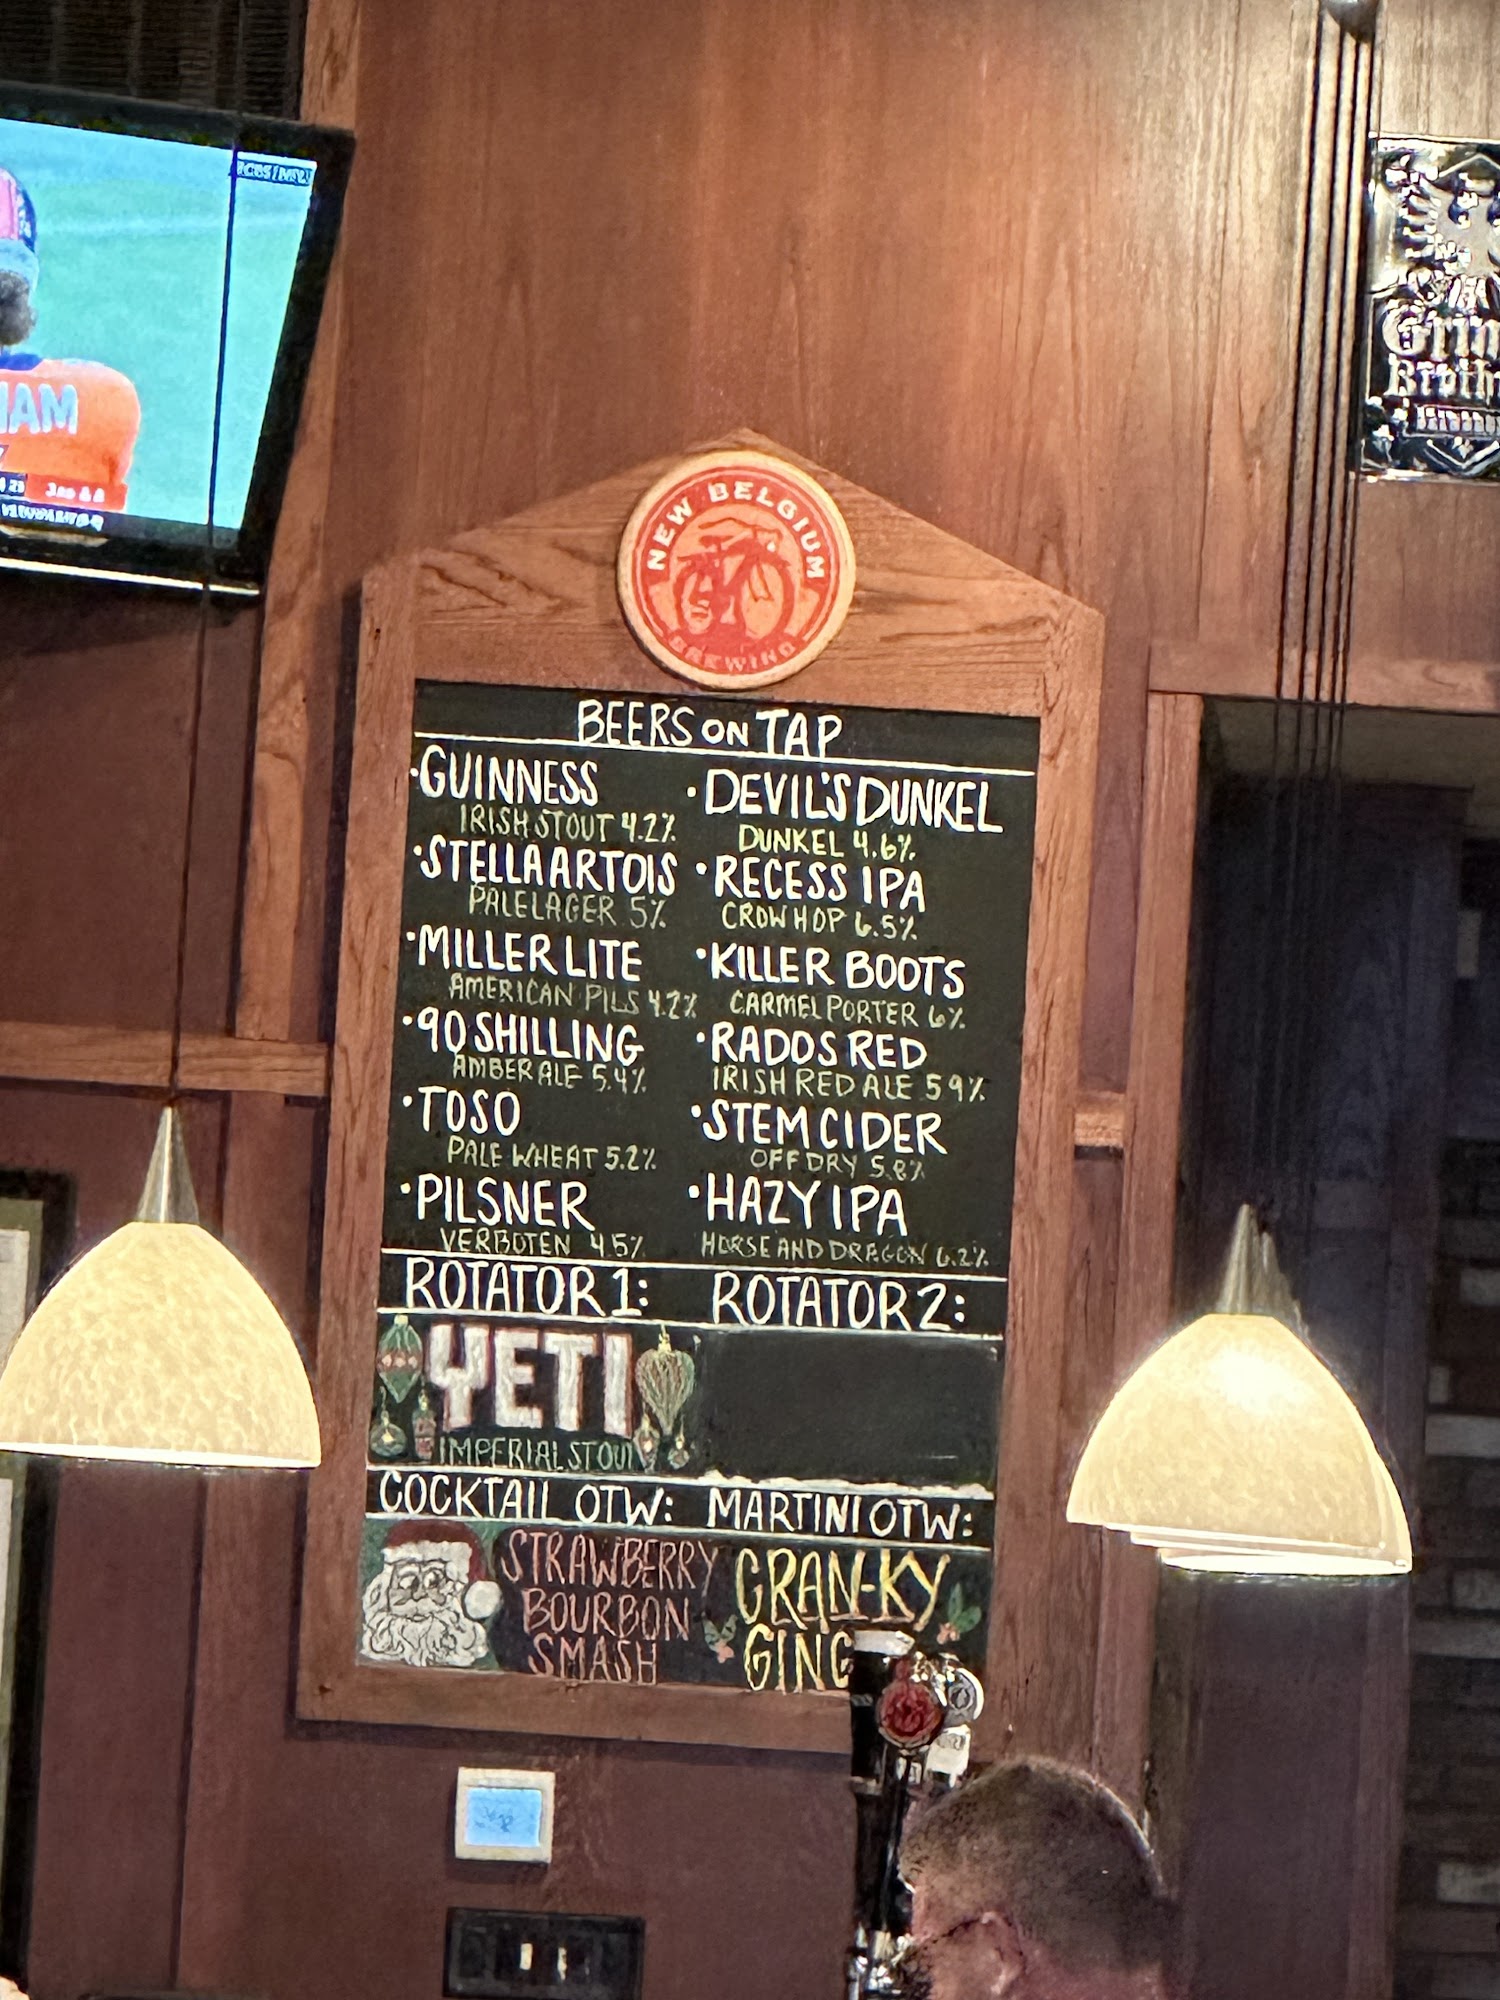 NEW BELGIUM
BREWING
BEERS ON TAP
·GUINNESS
IRISH STOUT 4.2%
·STELLA ARTOIS
PALE LAGER 5%
·MILLER LITE
AMERICAN PILS 4.2%
·90 SHILLING
AMBER ALE 5.4%
·TOSO
PALE WHEAT 5.2%
·PILSNER
VERBOTEN 4.5%
·DEVIL'S DUNKEL
DUNKEL 4.6%
·RECESS IPA
CROW HOP 6.5%
·KILLER BOOTS
CARMEL PORTER 6%
·RADOS RED
IRISH RED ALE 5.9%
·STEM CIDER
OFF DRY 5.8%
·HAZY IPA
HORSE AND DRAGON 6.2%
ROTATOR 1:
YETI
IMPERIAL STOUT
ROTATOR 2:
COCKTAIL OTW:
STRAWBERRY
BOURBON
SMASH
MARTINI OTW:
CRAN-KY
GING
HAM